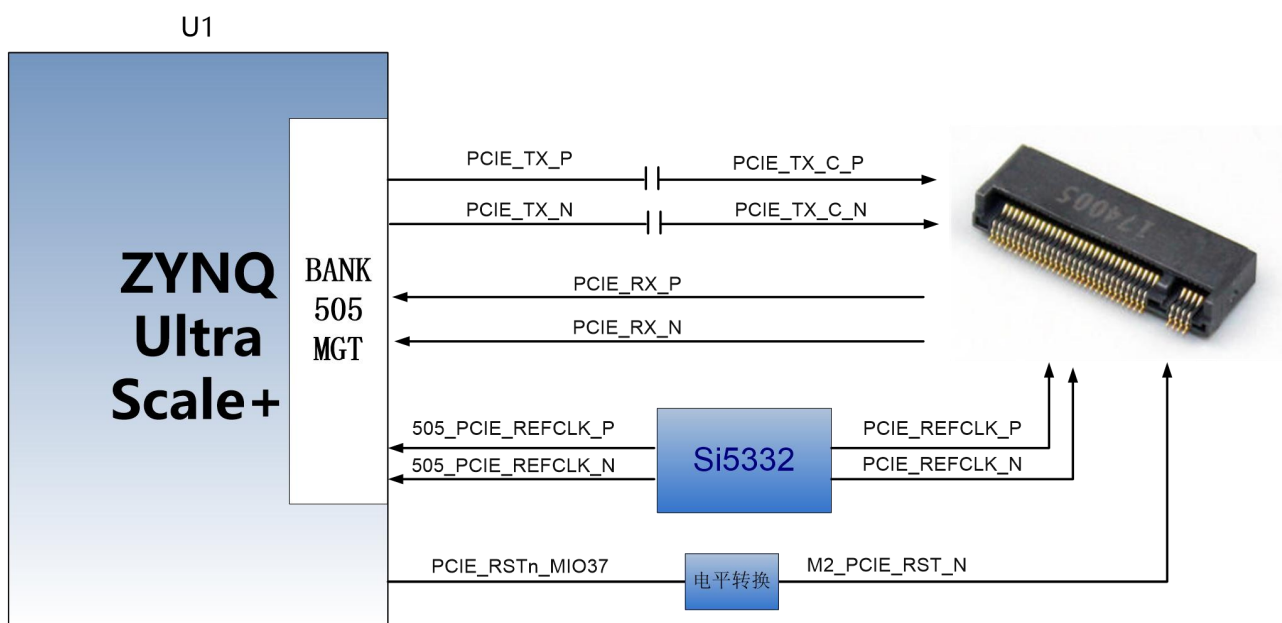 U1
ZYNQ
Ultra
Scale+
BANK
505
MGT
PCIE_TX_P
PCIE_TX_C_P
PCIE_TX_N
PCIE_TX_C_N
PCIE_RX_P
PCIE_RX_N
174005
505_PCIE_REFCLK_P
505_PCIE_REFCLK_N
Si5332
PCIE_REFCLK_P
PCIE_REFCLK_N
PCIE_RSTn_MIO37
电平转换
M2_PCIE_RST_N